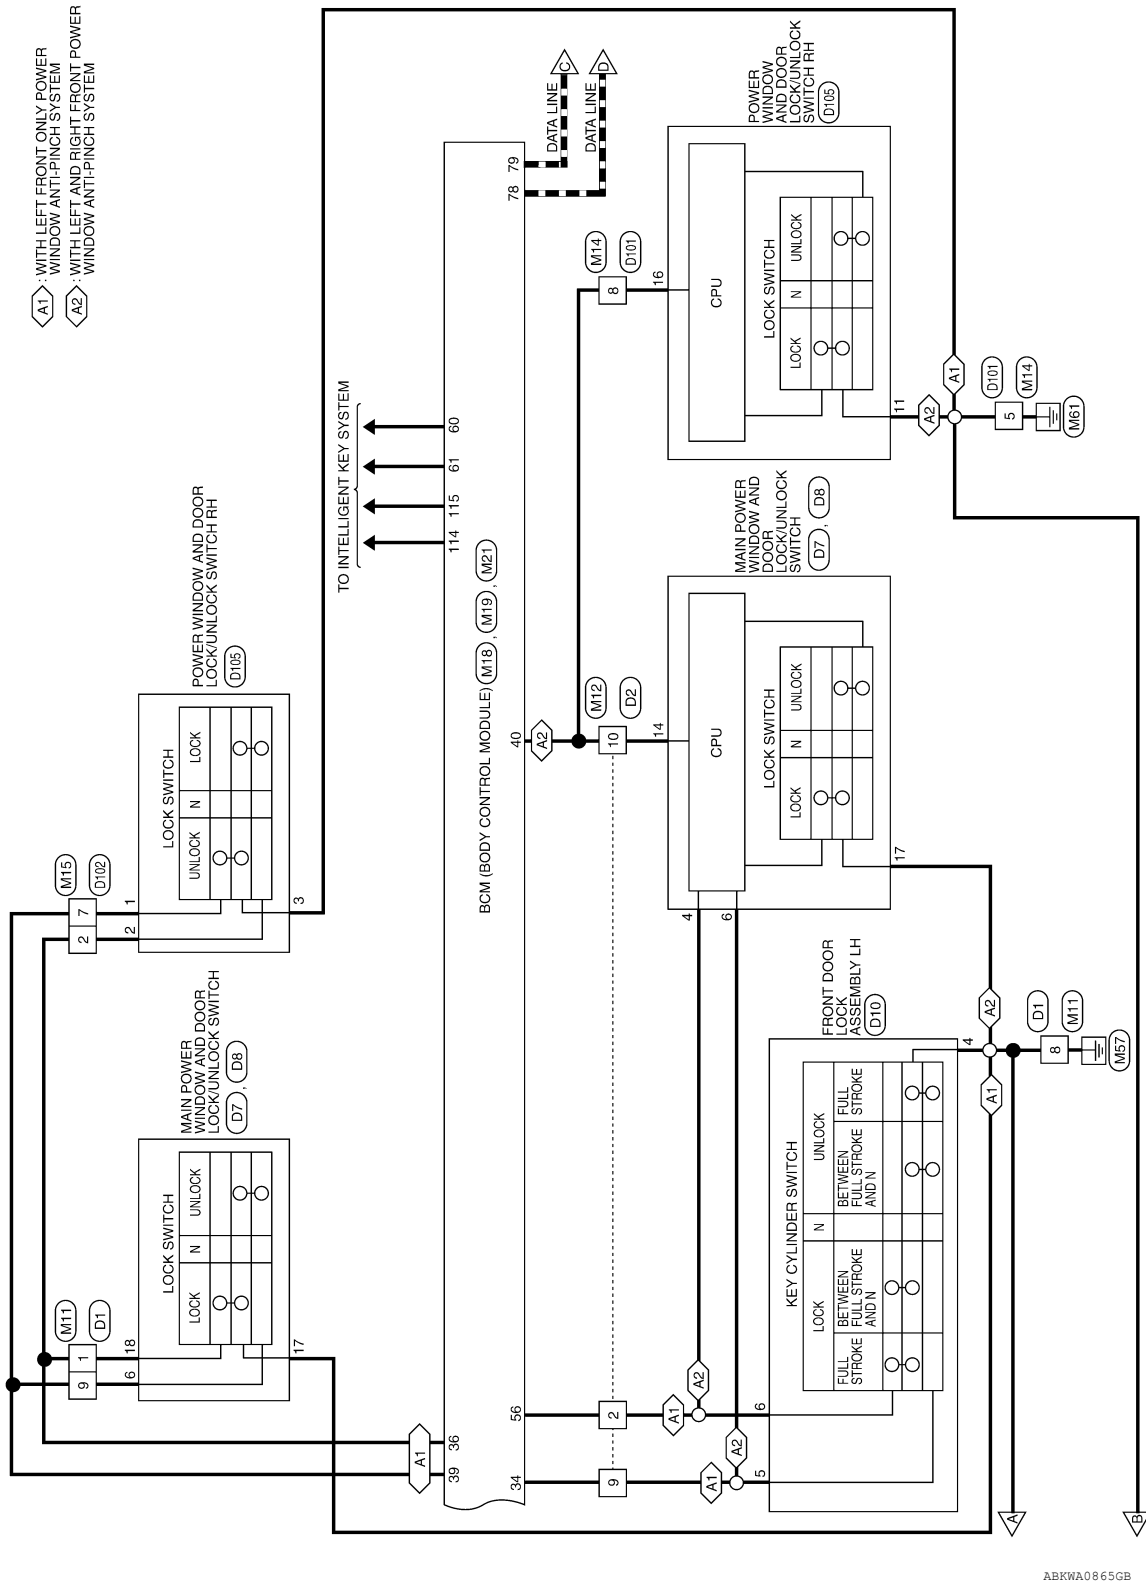 A1 : WITH LEFT FRONT ONLY POWER
WINDOW ANTI-PINCH SYSTEM
A2 : WITH LEFT AND RIGHT FRONT POWER
WINDOW ANTI-PINCH SYSTEM
MAIN POWER
WINDOW AND DOOR
LOCK/UNLOCK SWITCH
D7 , D8
LOCK SWITCH
LOCK N UNLOCK
M11
D1
9 1
6 18
17
POWER WINDOW AND DOOR
LOCK/UNLOCK SWITCH RH
D105
LOCK SWITCH
UNLOCK N LOCK
M15
D102
2 7
2 1
3
TO INTELLIGENT KEY SYSTEM
A1
39 36
114 115 61 60
BCM (BODY CONTROL MODULE) M18 , M19 , M21
34 56 40 78 79
DATA LINE C
DATA LINE D
A2
M12
D2
9 2 10
M14
D101
8
A1 A2
A1 A2
5 6
FRONT DOOR
LOCK
ASSEMBLY LH
D10
KEY CYLINDER SWITCH
LOCK N UNLOCK
FULL
STROKE
BETWEEN
FULL STROKE
AND N
BETWEEN
FULL STROKE
AND N
FULL
STROKE
4
A1 A2
D1
M11
8
M57
MAIN POWER
WINDOW AND
DOOR
LOCK/UNLOCK
SWITCH
D7 , D8
4 6 14
CPU
LOCK SWITCH
LOCK N UNLOCK
17
POWER
WINDOW
AND DOOR
LOCK/UNLOCK
SWITCH RH
D105
16
CPU
LOCK SWITCH
LOCK N UNLOCK
11
A2 A1
D101
M14
5
M61
A
B
ABKWA0865GB